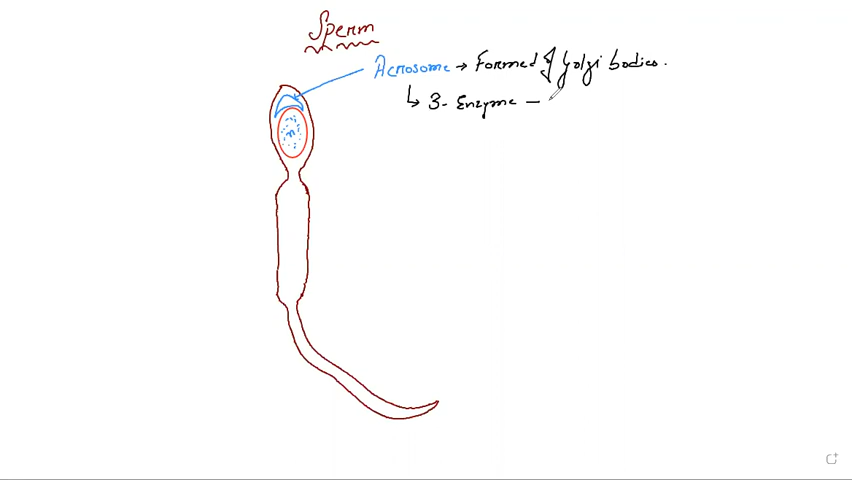 Sperm
Acrosome → Formed of Golgi bodies.
↳ 3- Enzyme —
n